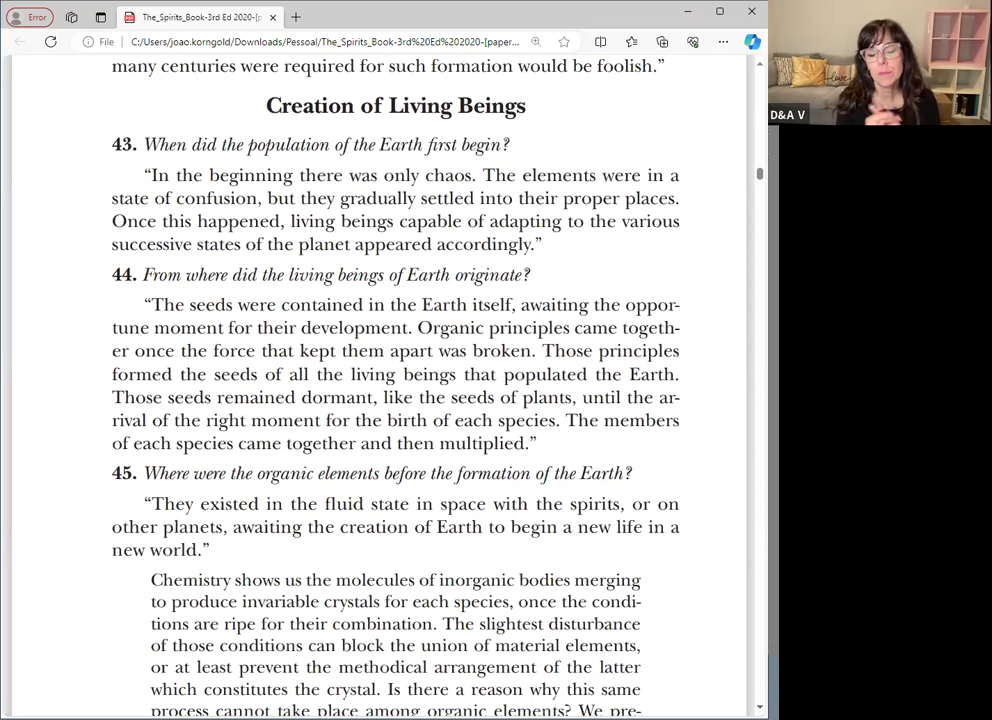 Error
The_Spirits_Book-3rd Ed 2020-[p
File
C:/Users/joao.korngold/Downloads/Pessoal/The_Spirits_Book-3rd%20Ed%202020-[paper...
many centuries were required for such formation would be foolish.”
Creation of Living Beings
43. When did the population of the Earth first begin?
“In the beginning there was only chaos. The elements were in a
state of confusion, but they gradually settled into their proper places.
Once this happened, living beings capable of adapting to the various
successive states of the planet appeared accordingly.”
44. From where did the living beings of Earth originate?
“The seeds were contained in the Earth itself, awaiting the oppor-
tune moment for their development. Organic principles came togeth-
er once the force that kept them apart was broken. Those principles
formed the seeds of all the living beings that populated the Earth.
Those seeds remained dormant, like the seeds of plants, until the ar-
rival of the right moment for the birth of each species. The members
of each species came together and then multiplied.”
45. Where were the organic elements before the formation of the Earth?
“They existed in the fluid state in space with the spirits, or on
other planets, awaiting the creation of Earth to begin a new life in a
new world.”
Chemistry shows us the molecules of inorganic bodies merging
to produce invariable crystals for each species, once the condi-
tions are ripe for their combination. The slightest disturbance
of those conditions can block the union of material elements,
or at least prevent the methodical arrangement of the latter
which constitutes the crystal. Is there a reason why this same
process cannot take place among organic elements? We pre-
love
D&A V